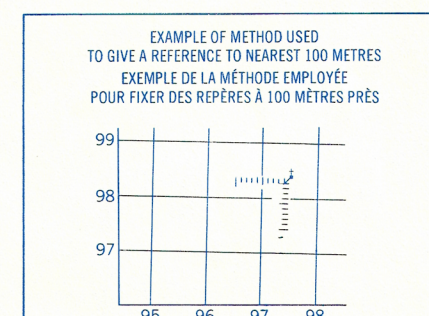 EXAMPLE OF METHOD USED
TO GIVE A REFERENCE TO NEAREST 100 METRES
EXEMPLE DE LA MÉTHODE EMPLOYÉE
POUR FIXER DES REPÈRES À 100 MÈTRES PRÈS
99
98
97
95 96 97 98